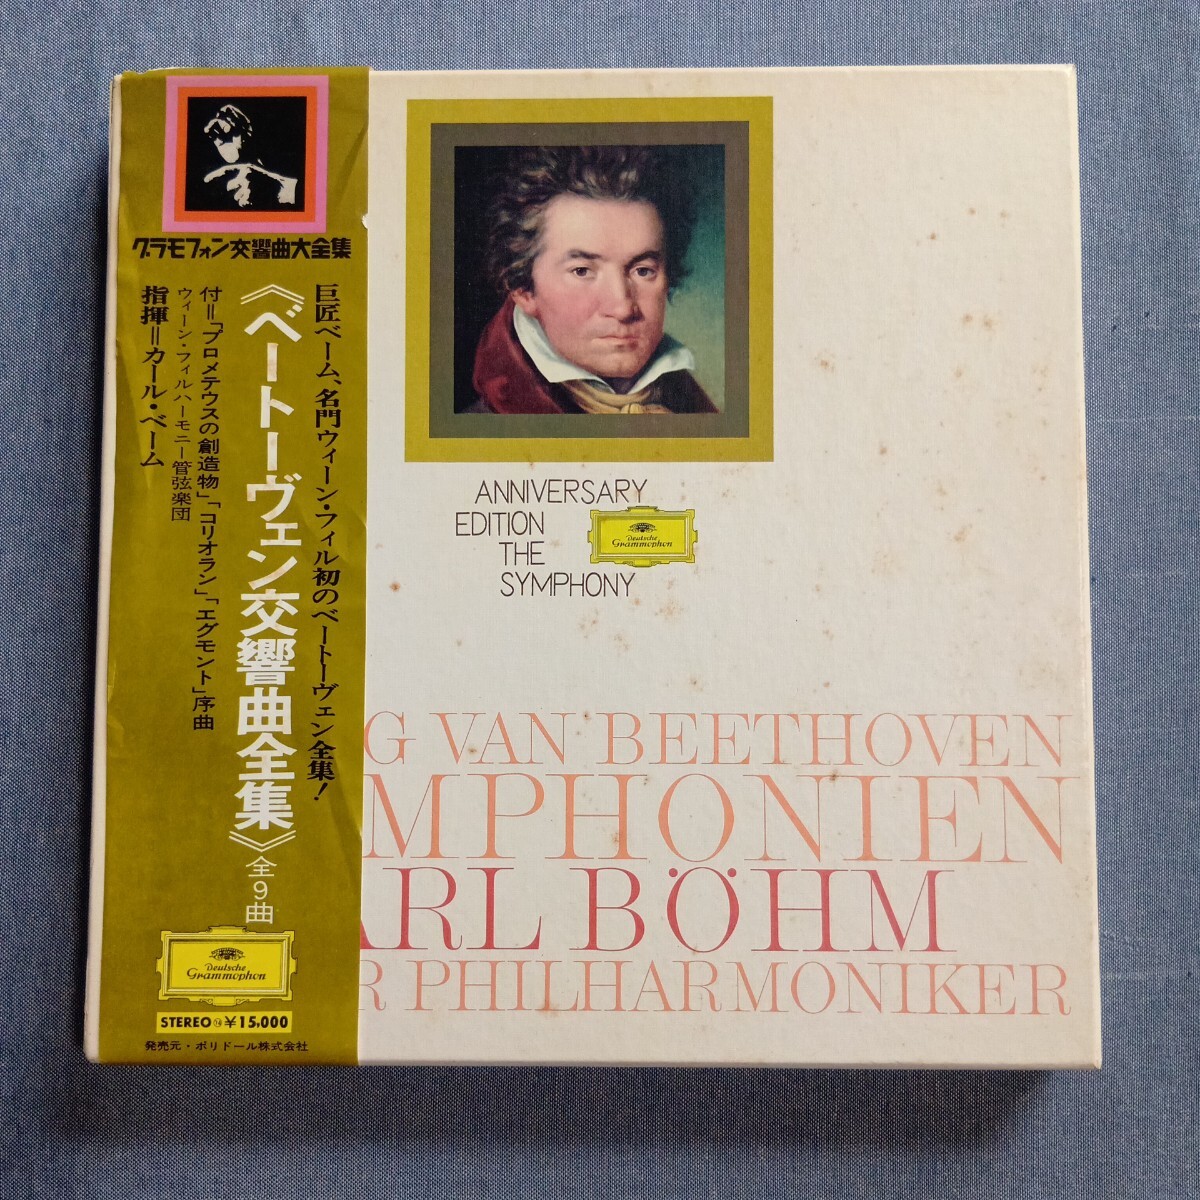 グラモフォン交響曲大全集
巨匠ベーム、名門ウィーン・フィル初のベートーヴェン全集!
《ベートーヴェン交響曲全集》全9曲
付=「プロメテウスの創造物」「コリオラン」「エグモント」序曲
ウィーン・フィルハーモニー管弦楽団
指揮=カール・ベーム
Deutsche
Grammophon
STEREO⑭¥15,000
発売元・ポリドール株式会社
ANNIVERSARY
EDITION
THE
SYMPHONY
Deutsche
Grammophon
G VAN BEETHOVEN
MPHONIEN
ARL BÖHM
R PHILHARMONIKER